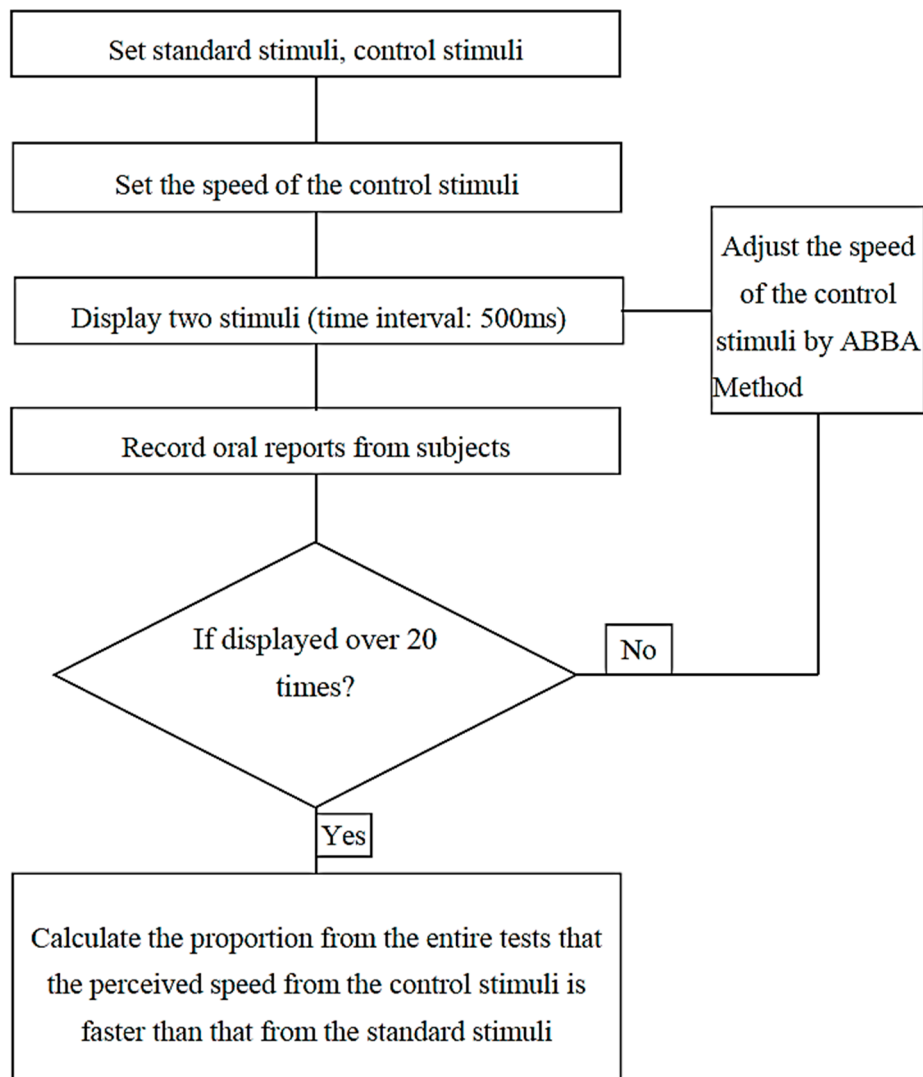 Set standard stimuli, control stimuli
Set the speed of the control stimuli
Adjust the speed
of the control
stimuli by ABBA
Method
Display two stimuli (time interval: 500ms)
Record oral reports from subjects
If displayed over 20
times?
No
Yes
Calculate the proportion from the entire tests that
the perceived speed from the control stimuli is
faster than that from the standard stimuli